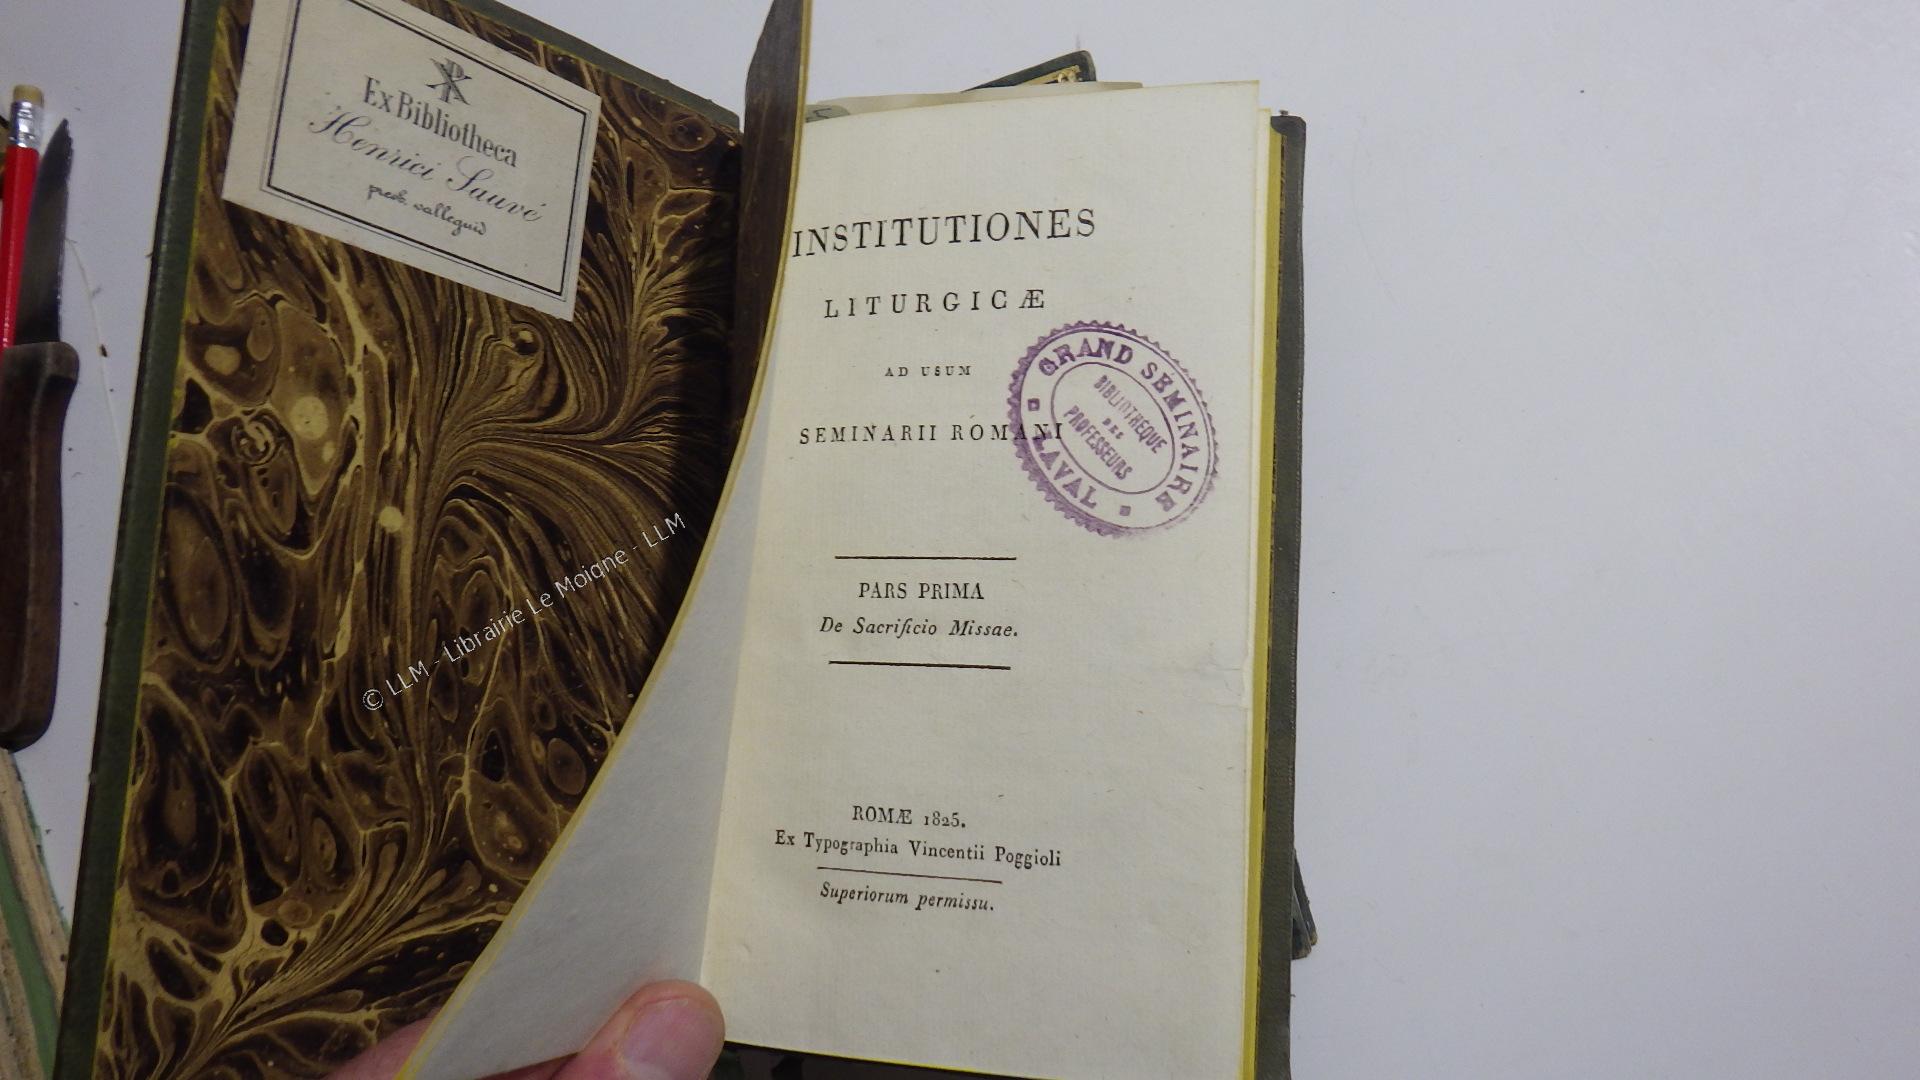 Ex Bibliotheca
Henrici Sauvé
INSTITUTIONES
LITURGICÆ
AD USUM
SEMINARII ROMANI
GRAND SÉMINAIRE
BIBLIOTHÈQUE
DES
PROFESSEURS
LAVAL
PARS PRIMA
De Sacrificio Missae.
ROMÆ 1825.
Ex Typographia Vincentii Poggioli
Superiorum permissu.
© LLM - Librairie Le Moigne - LLM